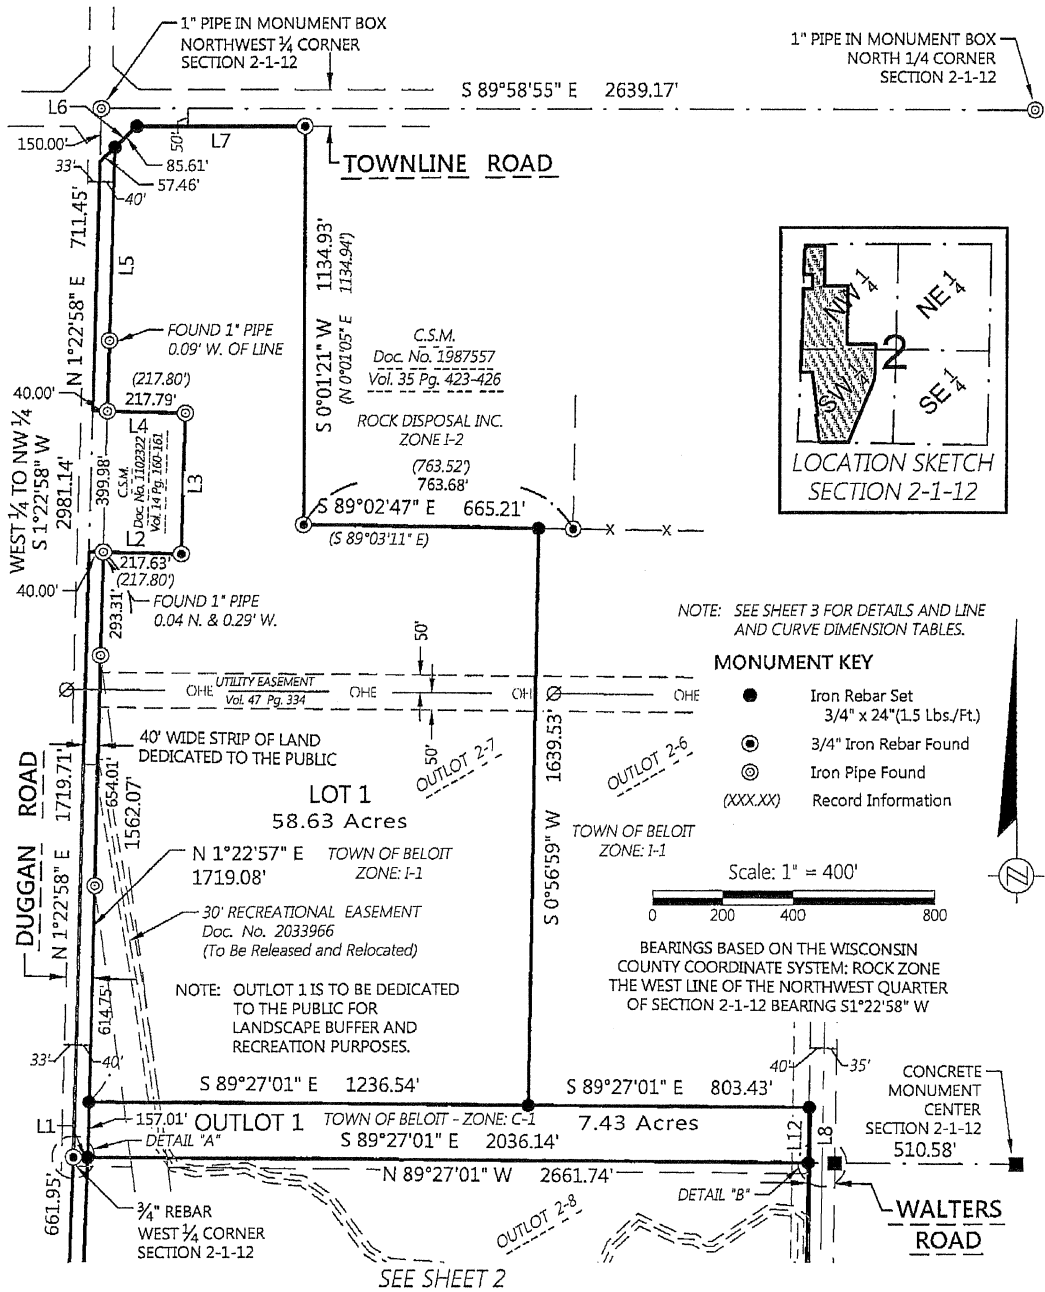 1" PIPE IN MONUMENT BOX
NORTHWEST ¼ CORNER
SECTION 2-1-12
1" PIPE IN MONUMENT BOX
NORTH 1/4 CORNER
SECTION 2-1-12
S 89°58'55" E 2639.17'
L6
150.00'
50'
L7
85.61'
57.46'
33'
40'
TOWNLINE ROAD
711.45'
N 1°22'58" E
L5
FOUND 1" PIPE
0.09' W. OF LINE
1134.93'
(1134.94')
S 0°01'21" W
(N 0°01'05" E
C.S.M.
Doc. No. 1987557
Vol. 35 Pg. 423-426
ROCK DISPOSAL INC.
ZONE I-2
(763.52')
763.68'
NW ¼
NE ¼
2
SW ¼
SE ¼
LOCATION SKETCH
SECTION 2-1-12
(217.80')
217.79'
40.00'
L4
WEST ¼ TO NW ¼
S 1°22'58" W
2981.14'
399.98'
C.S.M.
Doc. No. 1102322
Vol. 14 Pg. 160-161
L3
L2
217.63'
(217.80')
40.00'
S 89°02'47" E 665.21'
(S 89°03'11" E)
X X
293.31'
FOUND 1" PIPE
0.04 N. & 0.29' W.
NOTE: SEE SHEET 3 FOR DETAILS AND LINE
AND CURVE DIMENSION TABLES.
MONUMENT KEY
Iron Rebar Set
3/4" x 24"(1.5 Lbs./Ft.)
3/4" Iron Rebar Found
Iron Pipe Found
(XXX.XX) Record Information
50'
UTILITY EASEMENT
Vol. 47 Pg. 334
OHE OHE OHE OHE
50'
40' WIDE STRIP OF LAND
DEDICATED TO THE PUBLIC
OUTLOT 2-7
OUTLOT 2-6
1639.53'
S 0°56'59" W
DUGGAN ROAD
1719.71'
N 1°22'58" E
654.01'
1562.07'
LOT 1
58.63 Acres
TOWN OF BELOIT
ZONE: I-1
N 1°22'57" E
1719.08'
TOWN OF BELOIT
ZONE: I-1
30' RECREATIONAL EASEMENT
Doc. No. 2033966
(To Be Released and Relocated)
Scale: 1" = 400'
0 200 400 800
BEARINGS BASED ON THE WISCONSIN
COUNTY COORDINATE SYSTEM: ROCK ZONE
THE WEST LINE OF THE NORTHWEST QUARTER
OF SECTION 2-1-12 BEARING S1°22'58" W
NOTE: OUTLOT 1 IS TO BE DEDICATED
TO THE PUBLIC FOR
LANDSCAPE BUFFER AND
RECREATION PURPOSES.
614.75'
33'
40'
40'
35'
CONCRETE
MONUMENT
CENTER
SECTION 2-1-12
510.58'
S 89°27'01" E 1236.54'
S 89°27'01" E 803.43'
L1
157.01'
OUTLOT 1
TOWN OF BELOIT - ZONE: C-1
7.43 Acres
L12
L8
DETAIL "A"
S 89°27'01" E 2036.14'
N 89°27'01" W 2661.74'
DETAIL "B"
661.95'
¾" REBAR
WEST ¼ CORNER
SECTION 2-1-12
OUTLOT 2-8
WALTERS
ROAD
SEE SHEET 2